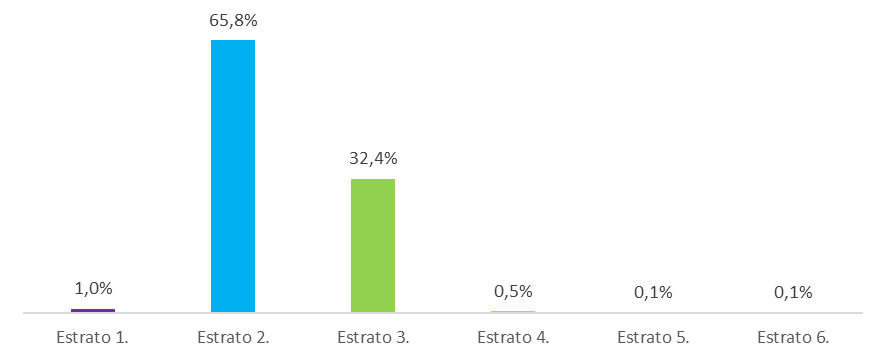 65,8%
32,4%
1,0%
0,5%
0,1%
0,1%
Estrato 1.
Estrato 2.
Estrato 3.
Estrato 4.
Estrato 5.
Estrato 6.